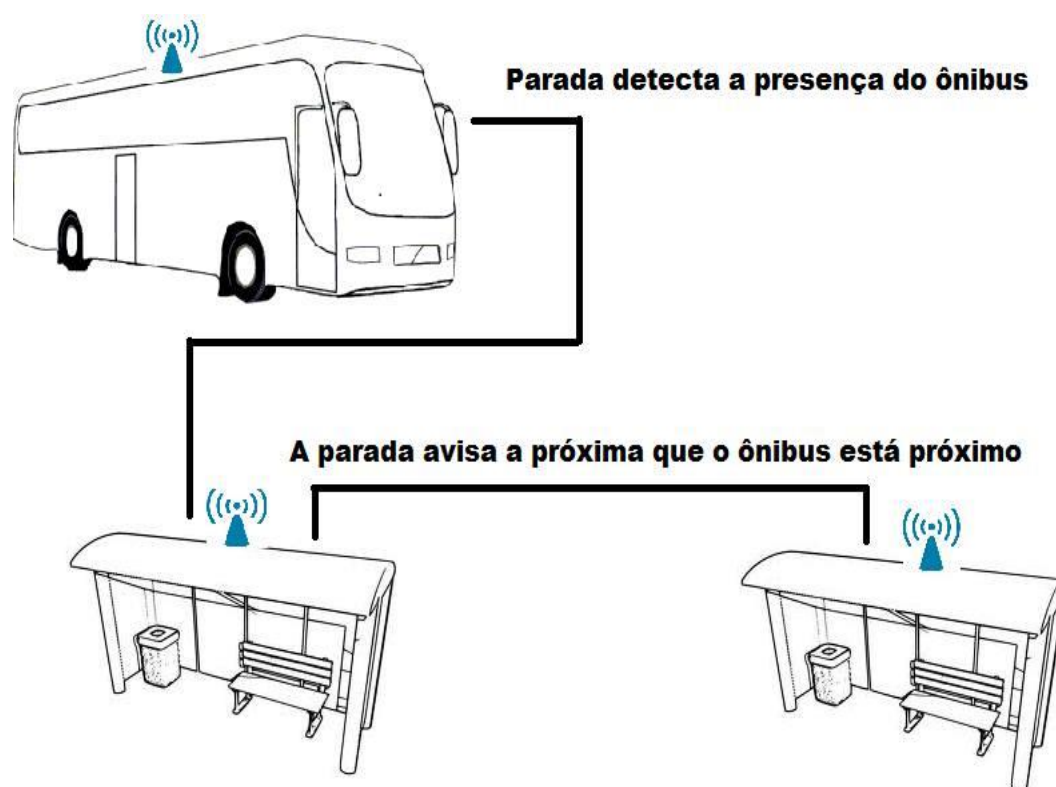 Parada detecta a presença do ônibus
A parada avisa a próxima que o ônibus está próximo